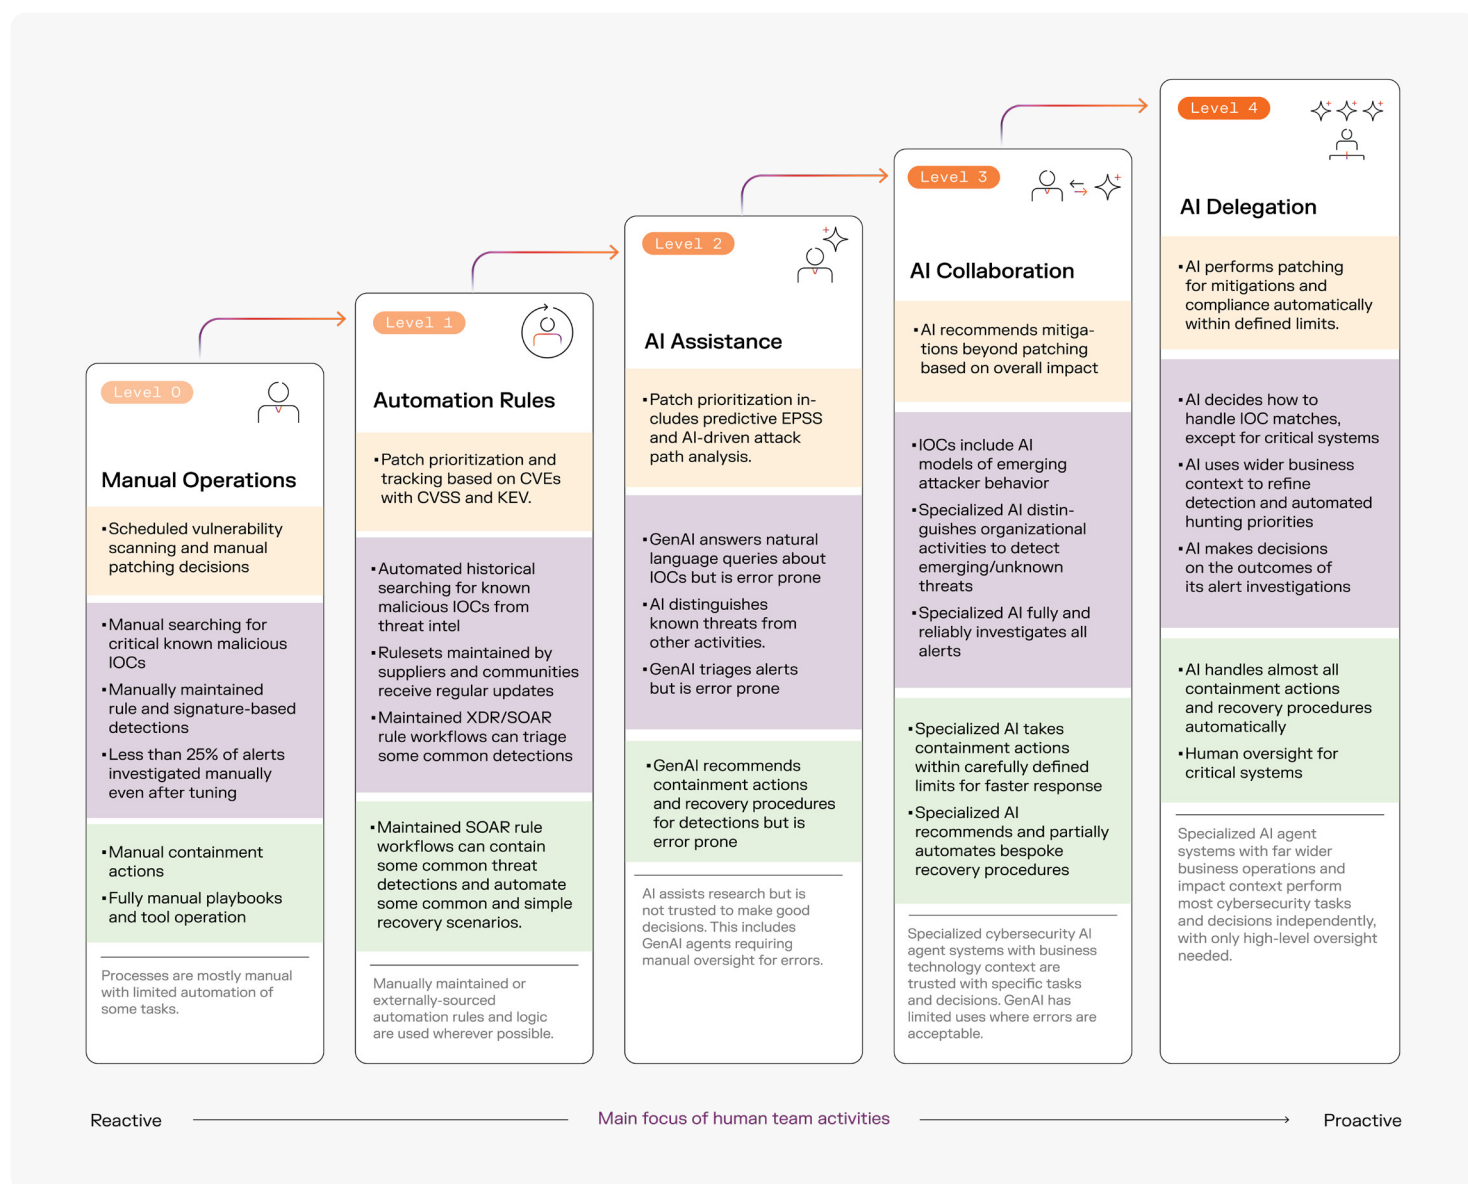 Level 0
Manual Operations
▪Scheduled vulnerability
scanning and manual
patching decisions
▪Manual searching for
critical known malicious
IOCs
▪Manually maintained
rule and signature-based
detections
▪Less than 25% of alerts
investigated manually
even after tuning
▪Manual containment
actions
▪Fully manual playbooks
and tool operation
Processes are mostly manual
with limited automation of
some tasks.
Level 1
Automation Rules
▪Patch prioritization and
tracking based on CVEs
with CVSS and KEV.
▪Automated historical
searching for known
malicious IOCs from
threat intel
▪Rulesets maintained by
suppliers and communities
receive regular updates
▪Maintained XDR/SOAR
rule workflows can triage
some common detections
▪Maintained SOAR rule
workflows can contain
some common threat
detections and automate
some common and simple
recovery scenarios.
Manually maintained or
externally-sourced
automation rules and logic
are used wherever possible.
Level 2
AI Assistance
▪Patch prioritization in-
cludes predictive EPSS
and AI-driven attack
path analysis.
▪GenAI answers natural
language queries about
IOCs but is error prone
▪AI distinguishes
known threats from
other activities.
▪GenAI triages alerts
but is error prone
▪GenAI recommends
containment actions
and recovery procedures
for detections but is
error prone
AI assists research but is
not trusted to make good
decisions. This includes
GenAI agents requiring
manual oversight for errors.
Level 3
AI Collaboration
▪AI recommends mitiga-
tions beyond patching
based on overall impact
▪IOCs include AI
models of emerging
attacker behavior
▪Specialized AI distin-
guishes organizational
activities to detect
emerging/unknown
threats
▪Specialized AI fully and
reliably investigates all
alerts
▪Specialized AI takes
containment actions
within carefully defined
limits for faster response
▪Specialized AI
recommends and partially
automates bespoke
recovery procedures
Specialized cybersecurity AI
agent systems with business
technology context are
trusted with specific tasks
and decisions. GenAI has
limited uses where errors are
acceptable.
Level 4
AI Delegation
▪AI performs patching
for mitigations and
compliance automatically
within defined limits.
▪AI decides how to
handle IOC matches,
except for critical systems
▪AI uses wider business
context to refine
detection and automated
hunting priorities
▪AI makes decisions
on the outcomes of
its alert investigations
▪AI handles almost all
containment actions
and recovery procedures
automatically
▪Human oversight for
critical systems
Specialized AI agent
systems with far wider
business operations and
impact context perform
most cybersecurity tasks
and decisions independently,
with only high-level oversight
needed.
Reactive
Main focus of human team activities
Proactive